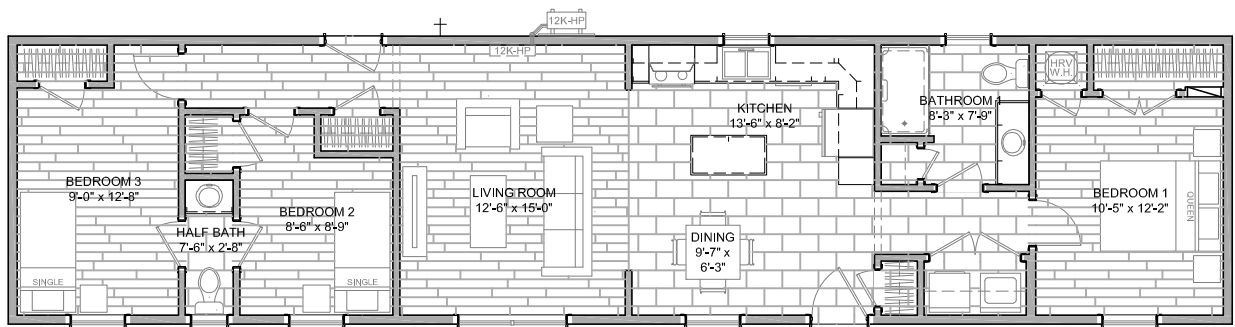 12K-HP
12K-HP
HRV
W.H.
KITCHEN
13'-6" x 8'-2"
BATHROOM 1
8'-3" x 7'-9"
BEDROOM 3
9'-0" x 12'-8"
LIVING ROOM
12'-6" x 15'-0"
BEDROOM 1
10'-5" x 12'-2"
QUEEN
BEDROOM 2
8'-6" x 8'-9"
HALF BATH
7'-6" x 2'-8"
DINING
9'-7" x
6'-3"
SINGLE
SINGLE